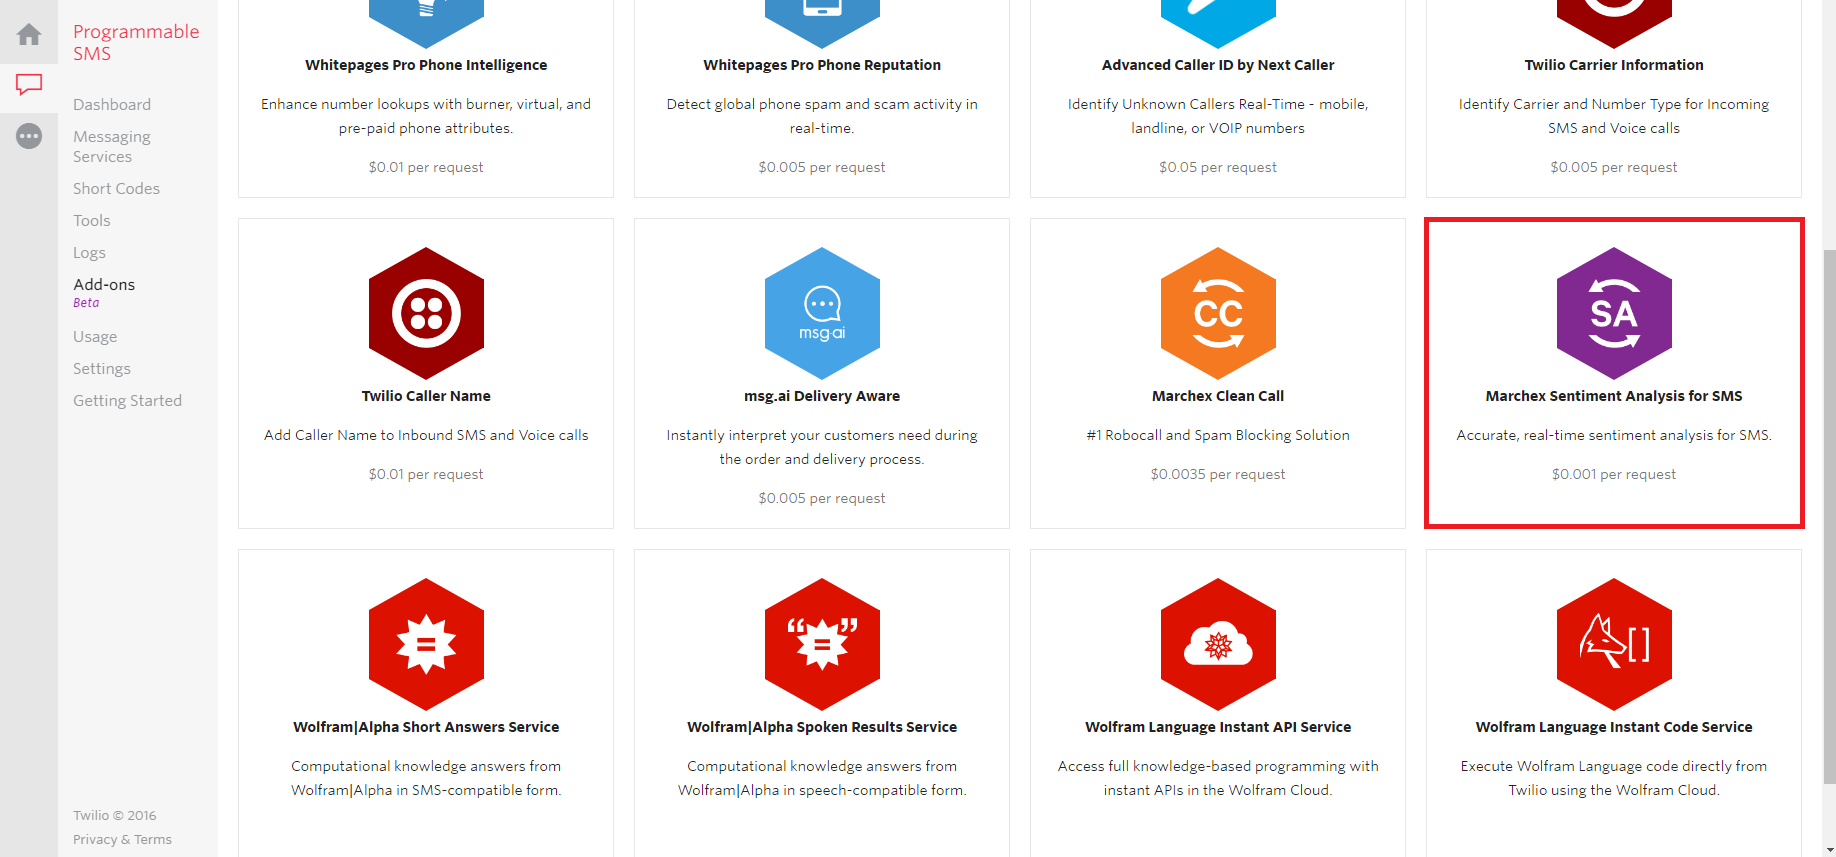 Programmable
SMS
Dashboard
Messaging
Services
Short Codes
Tools
Logs
Add-ons
Beta
Usage
Settings
Getting Started
Twilio © 2016
Privacy & Terms
Whitepages Pro Phone Intelligence
Enhance number lookups with burner, virtual, and
pre-paid phone attributes.
$0.01 per request
Whitepages Pro Phone Reputation
Detect global phone spam and scam activity in
real-time.
$0.005 per request
Advanced Caller ID by Next Caller
Identify Unknown Callers Real-Time - mobile,
landline, or VOIP numbers
$0.05 per request
Twilio Carrier Information
Identify Carrier and Number Type for Incoming
SMS and Voice calls
$0.005 per request
Twilio Caller Name
Add Caller Name to Inbound SMS and Voice calls
$0.01 per request
msg.ai
msg.ai Delivery Aware
Instantly interpret your customers need during
the order and delivery process.
$0.005 per request
CC
Marchex Clean Call
#1 Robocall and Spam Blocking Solution
$0.0035 per request
SA
Marchex Sentiment Analysis for SMS
Accurate, real-time sentiment analysis for SMS.
$0.001 per request
=
Wolfram|Alpha Short Answers Service
Computational knowledge answers from
Wolfram|Alpha in SMS-compatible form.
“=”
Wolfram|Alpha Spoken Results Service
Computational knowledge answers from
Wolfram|Alpha in speech-compatible form.
Wolfram Language Instant API Service
Access full knowledge-based programming with
instant APIs in the Wolfram Cloud.
[]
Wolfram Language Instant Code Service
Execute Wolfram Language code directly from
Twilio using the Wolfram Cloud.